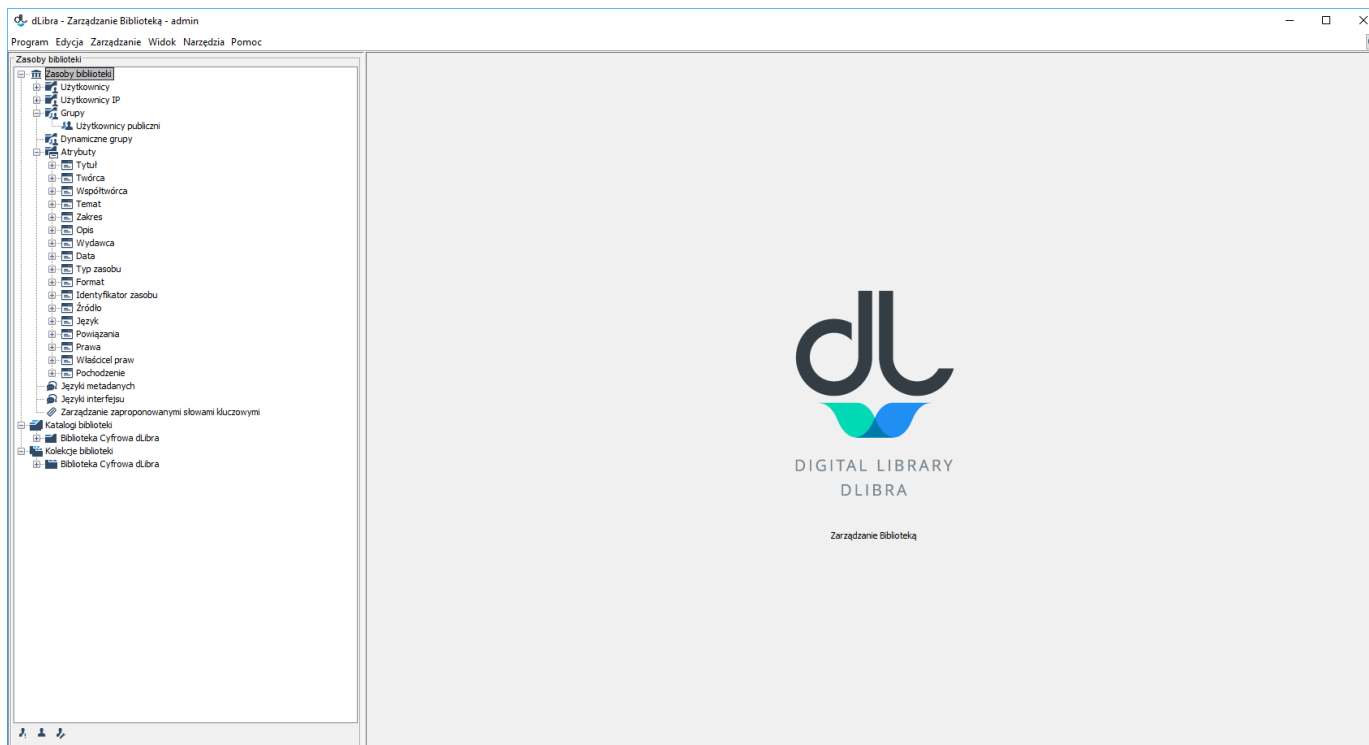 dLibra - Zarządzanie Biblioteką - admin
Program Edycja Zarządzanie Widok Narzędzia Pomoc
Zasoby biblioteki
Zasoby biblioteki
Użytkownicy
Użytkownicy IP
Grupy
Użytkownicy publiczni
Dynamiczne grupy
Atrybuty
Tytuł
Twórca
Współtwórca
Temat
Zakres
Opis
Wydawca
Data
Typ zasobu
Format
Identyfikator zasobu
Źródło
Język
Powiązania
Prawa
Właścicel praw
Pochodzenie
Języki metadanych
Języki interfejsu
Zarządzanie zaproponowanymi słowami kluczowymi
Katalogi biblioteki
Biblioteka Cyfrowa dLibra
Kolekcje biblioteki
Biblioteka Cyfrowa dLibra
dL
DIGITAL LIBRARY
DLIBRA
Zarządzanie Biblioteką